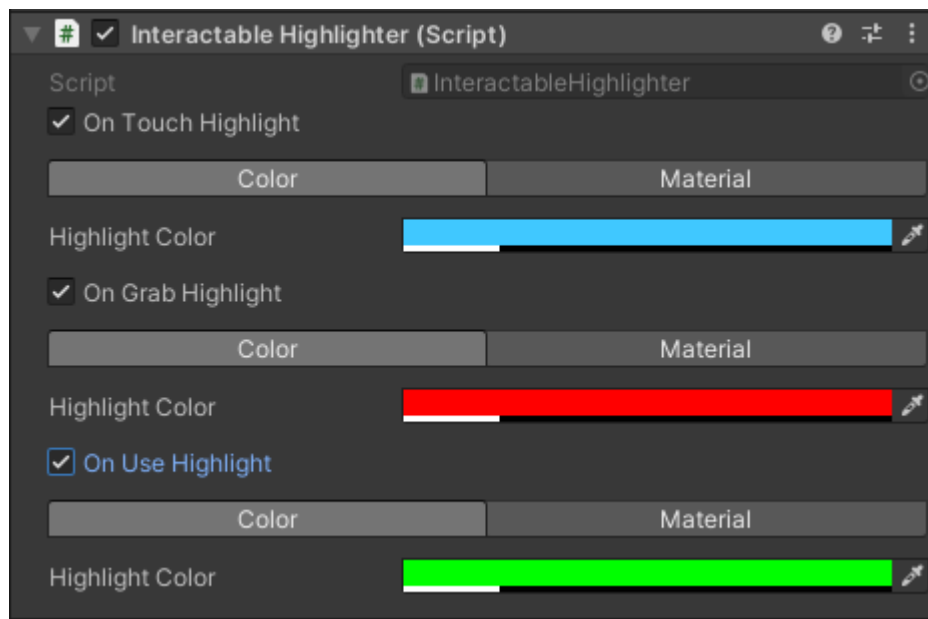 # Interactable Highlighter (Script)
Script # InteractableHighlighter
On Touch Highlight
Color Material
Highlight Color
On Grab Highlight
Color Material
Highlight Color
On Use Highlight
Color Material
Highlight Color